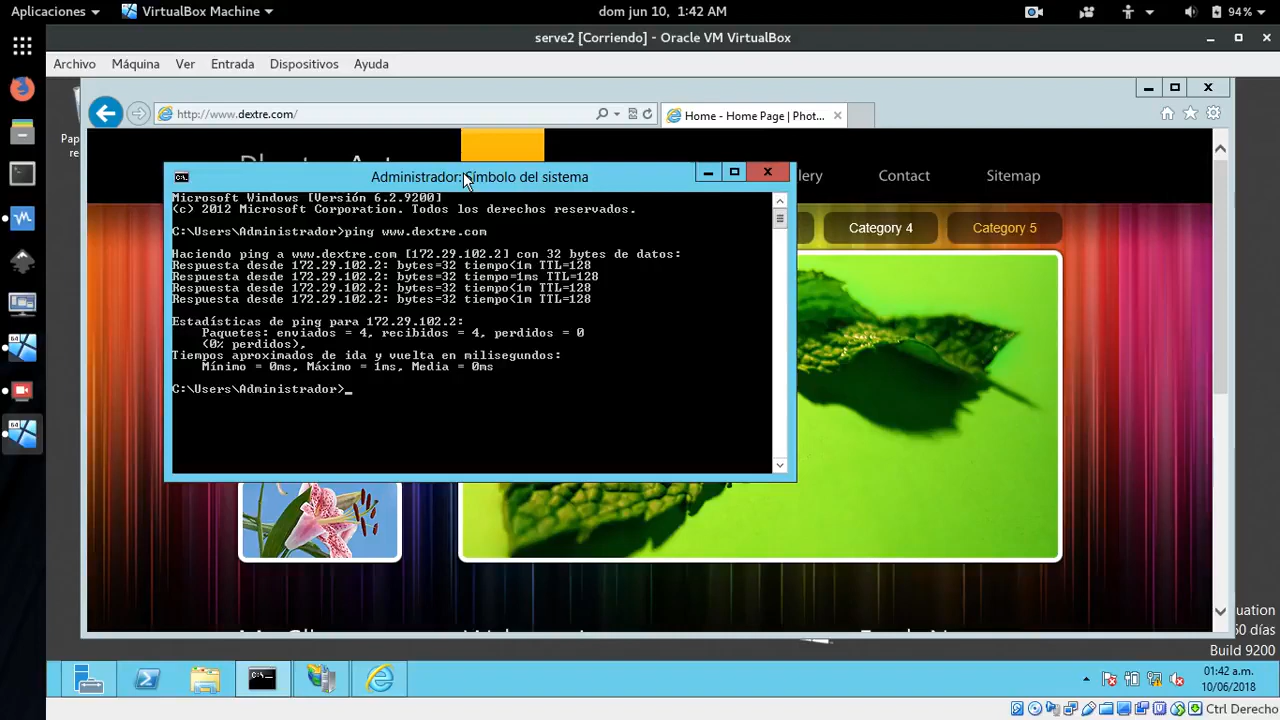 Aplicaciones
VirtualBox Machine
dom jun 10, 1:42 AM
94%
serve2 [Corriendo] - Oracle VM VirtualBox
Archivo Máquina Ver Entrada Dispositivos Ayuda
http://www.dextre.com/
Home - Home Page | Phot...
Contact Sitemap
Category 4 Category 5
Administrador: Símbolo del sistema
Microsoft Windows [Versión 6.2.9200]
(c) 2012 Microsoft Corporation. Todos los derechos reservados.
C:\Users\Administrador>ping www.dextre.com
Haciendo ping a www.dextre.com [172.29.102.2] con 32 bytes de datos:
Respuesta desde 172.29.102.2: bytes=32 tiempo<1m TTL=128
Respuesta desde 172.29.102.2: bytes=32 tiempo=1ms TTL=128
Respuesta desde 172.29.102.2: bytes=32 tiempo<1m TTL=128
Respuesta desde 172.29.102.2: bytes=32 tiempo<1m TTL=128
Estadísticas de ping para 172.29.102.2:
Paquetes: enviados = 4, recibidos = 4, perdidos = 0
(0% perdidos),
Tiempos aproximados de ida y vuelta en milisegundos:
Mínimo = 0ms, Máximo = 1ms, Media = 0ms
C:\Users\Administrador>_
uation
Build 9200
01:42 a.m.
10/06/2018
Ctrl Derecho